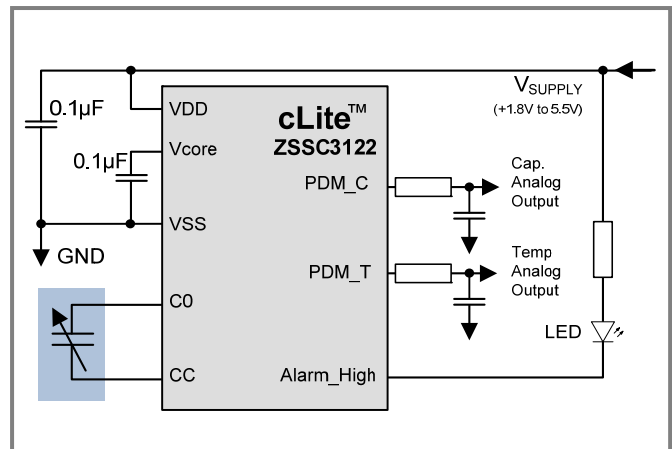 0.1µF
VDD
cLite™
ZSSC3122
VSUPPLY
(+1.8V to 5.5V)
0.1µF
Vcore
PDM_C
Cap.
Analog
Output
VSS
GND
PDM_T
Temp
Analog
Output
C0
LED
CC
Alarm_High